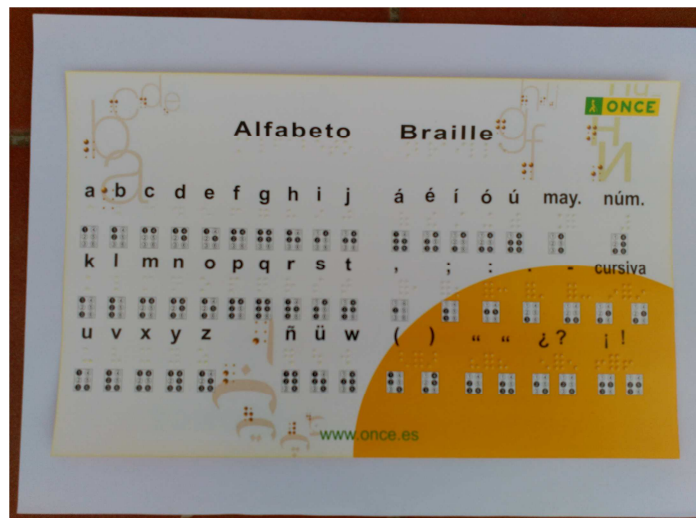 ONCE
Alfabeto Braille
a b c d e f g h i j á é í ó ú may. núm.
k l m n o p q r s t , ; : . - cursiva
u v x y z ñ ü w ( ) “ “ ¿? ¡!
www.once.es